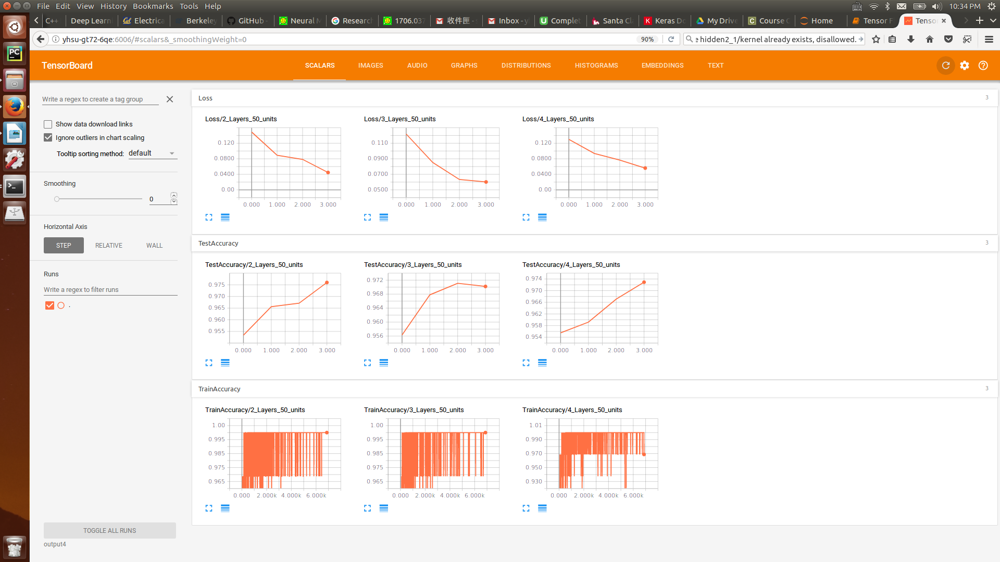 File Edit View History Bookmarks Tools Help 10:34 PM
C++ Deep Learni Cal Electrica Berkeley GitHub - Neural M Researc 1706.037 收件匣 - s Inbox - y Complet Santa Cl Keras Do My Drive Course C Home Tensor F Tenso
yhsu-gt72-6qe:6006/#scalars&_smoothingWeight=0 90% e hidden2_1/kernel already exists, disallowed.
TensorBoard SCALARS IMAGES AUDIO GRAPHS DISTRIBUTIONS HISTOGRAMS EMBEDDINGS TEXT
Write a regex to create a tag group
Show data download links
Ignore outliers in chart scaling
Tooltip sorting method: default
Smoothing
0
Horizontal Axis
STEP RELATIVE WALL
Runs
Write a regex to filter runs
.
TOGGLE ALL RUNS
output4
Loss 3
Loss/2_Layers_50_units
0.120
0.0800
0.0400
0.00
0.000 1.000 2.000 3.000
Loss/3_Layers_50_units
0.110
0.0900
0.0700
0.0500
0.000 1.000 2.000 3.000
Loss/4_Layers_50_units
0.120
0.0800
0.0400
0.00
0.000 1.000 2.000 3.000
TestAccuracy 3
TestAccuracy/2_Layers_50_units
0.975
0.970
0.965
0.960
0.955
0.000 1.000 2.000 3.000
TestAccuracy/3_Layers_50_units
0.972
0.968
0.964
0.960
0.956
0.000 1.000 2.000 3.000
TestAccuracy/4_Layers_50_units
0.974
0.970
0.966
0.962
0.958
0.954
0.000 1.000 2.000 3.000
TrainAccuracy 3
TrainAccuracy/2_Layers_50_units
1.00
0.995
0.985
0.975
0.965
0.000 2.000k 4.000k 6.000k
TrainAccuracy/3_Layers_50_units
1.00
0.995
0.985
0.975
0.965
0.000 2.000k 4.000k 6.000k
TrainAccuracy/4_Layers_50_units
1.01
0.990
0.970
0.950
0.930
0.000 2.000k 4.000k 6.000k
PC